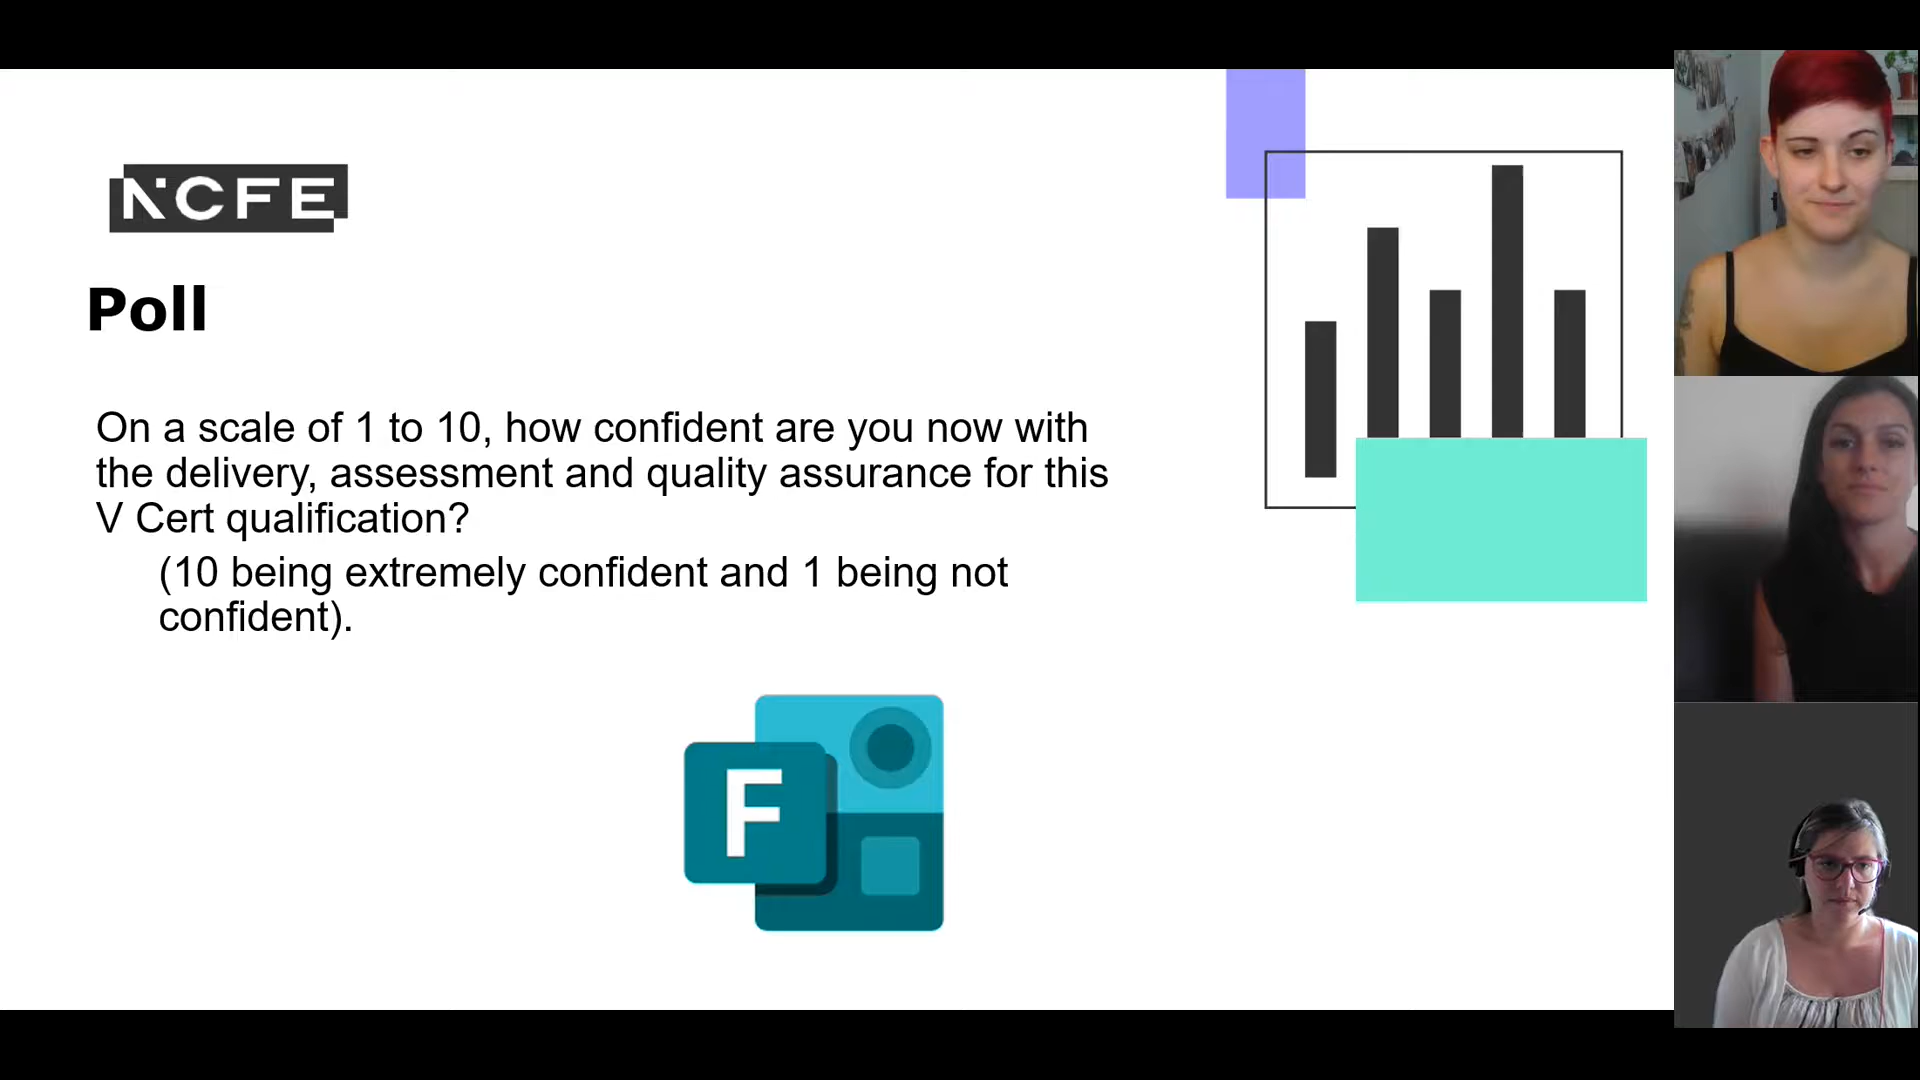 NCFE
Poll
On a scale of 1 to 10, how confident are you now with
the delivery, assessment and quality assurance for this
V Cert qualification?
(10 being extremely confident and 1 being not
confident).
F